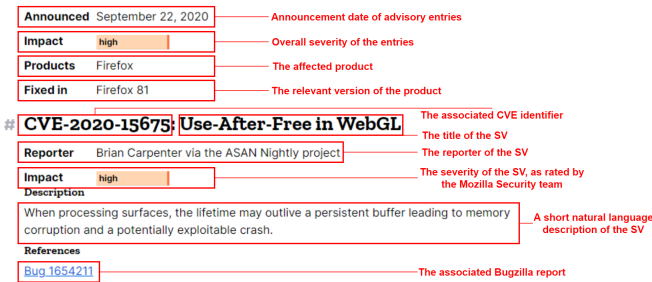 Announced September 22, 2020 Announcement date of advisory entries
Impact high Overall severity of the entries
Products Firefox The affected product
Fixed in Firefox 81 The relevant version of the product
The associated CVE identifier
# CVE-2020-15675: Use-After-Free in WebGL
The title of the SV
Reporter Brian Carpenter via the ASAN Nightly project The reporter of the SV
Impact high The severity of the SV, as rated
by the Mozilla Security team
Description
When processing surfaces, the lifetime may outlive a persistent buffer leading to memory
corruption and a potentially exploitable crash.
A short natural language
description of the SV
References
Bug 1654211 The associated Bugzilla report